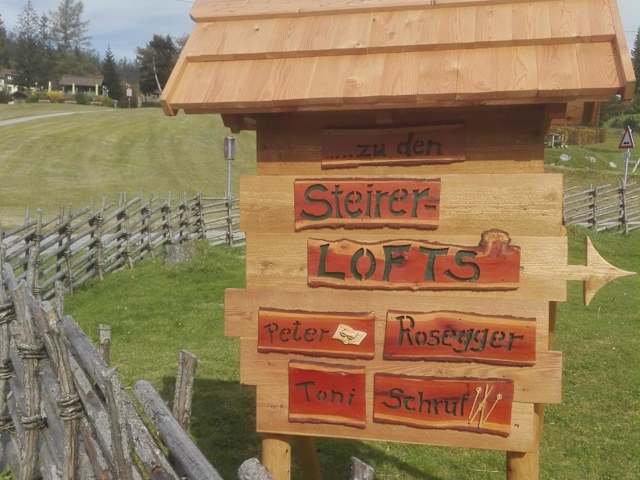 ....zu den
Steirer-
LOFTS
Peter Rosegger
Toni Schruf